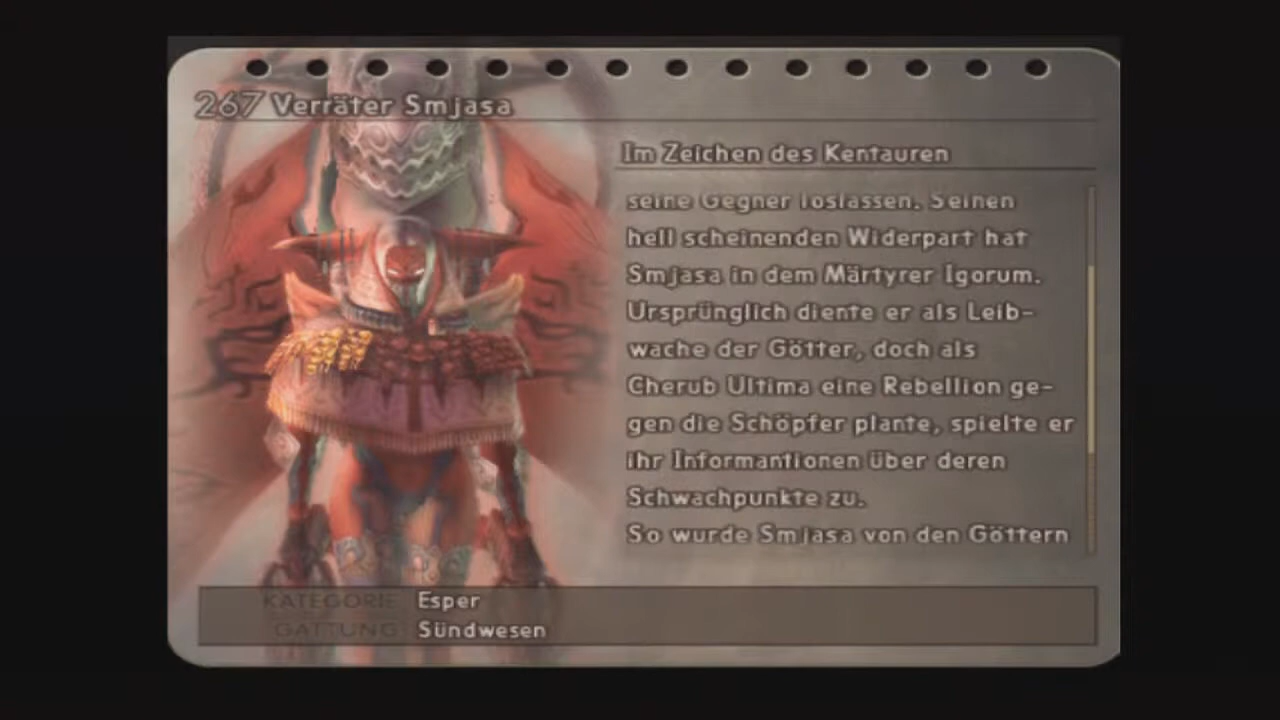 267 Verräter Smjasa
Im Zeichen des Kentauren
seine Gegner loslassen. Seinen
hell scheinenden Widerpart hat
Smjasa in dem Märtyrer Igorum.
Ursprünglich diente er als Leib-
wache der Götter, doch als
Cherub Ultima eine Rebellion ge-
gen die Schöpfer plante, spielte er
ihr Informantionen über deren
Schwachpunkte zu.
So wurde Smjasa von den Göttern
KATEGORIE Esper
GATTUNG Sündwesen